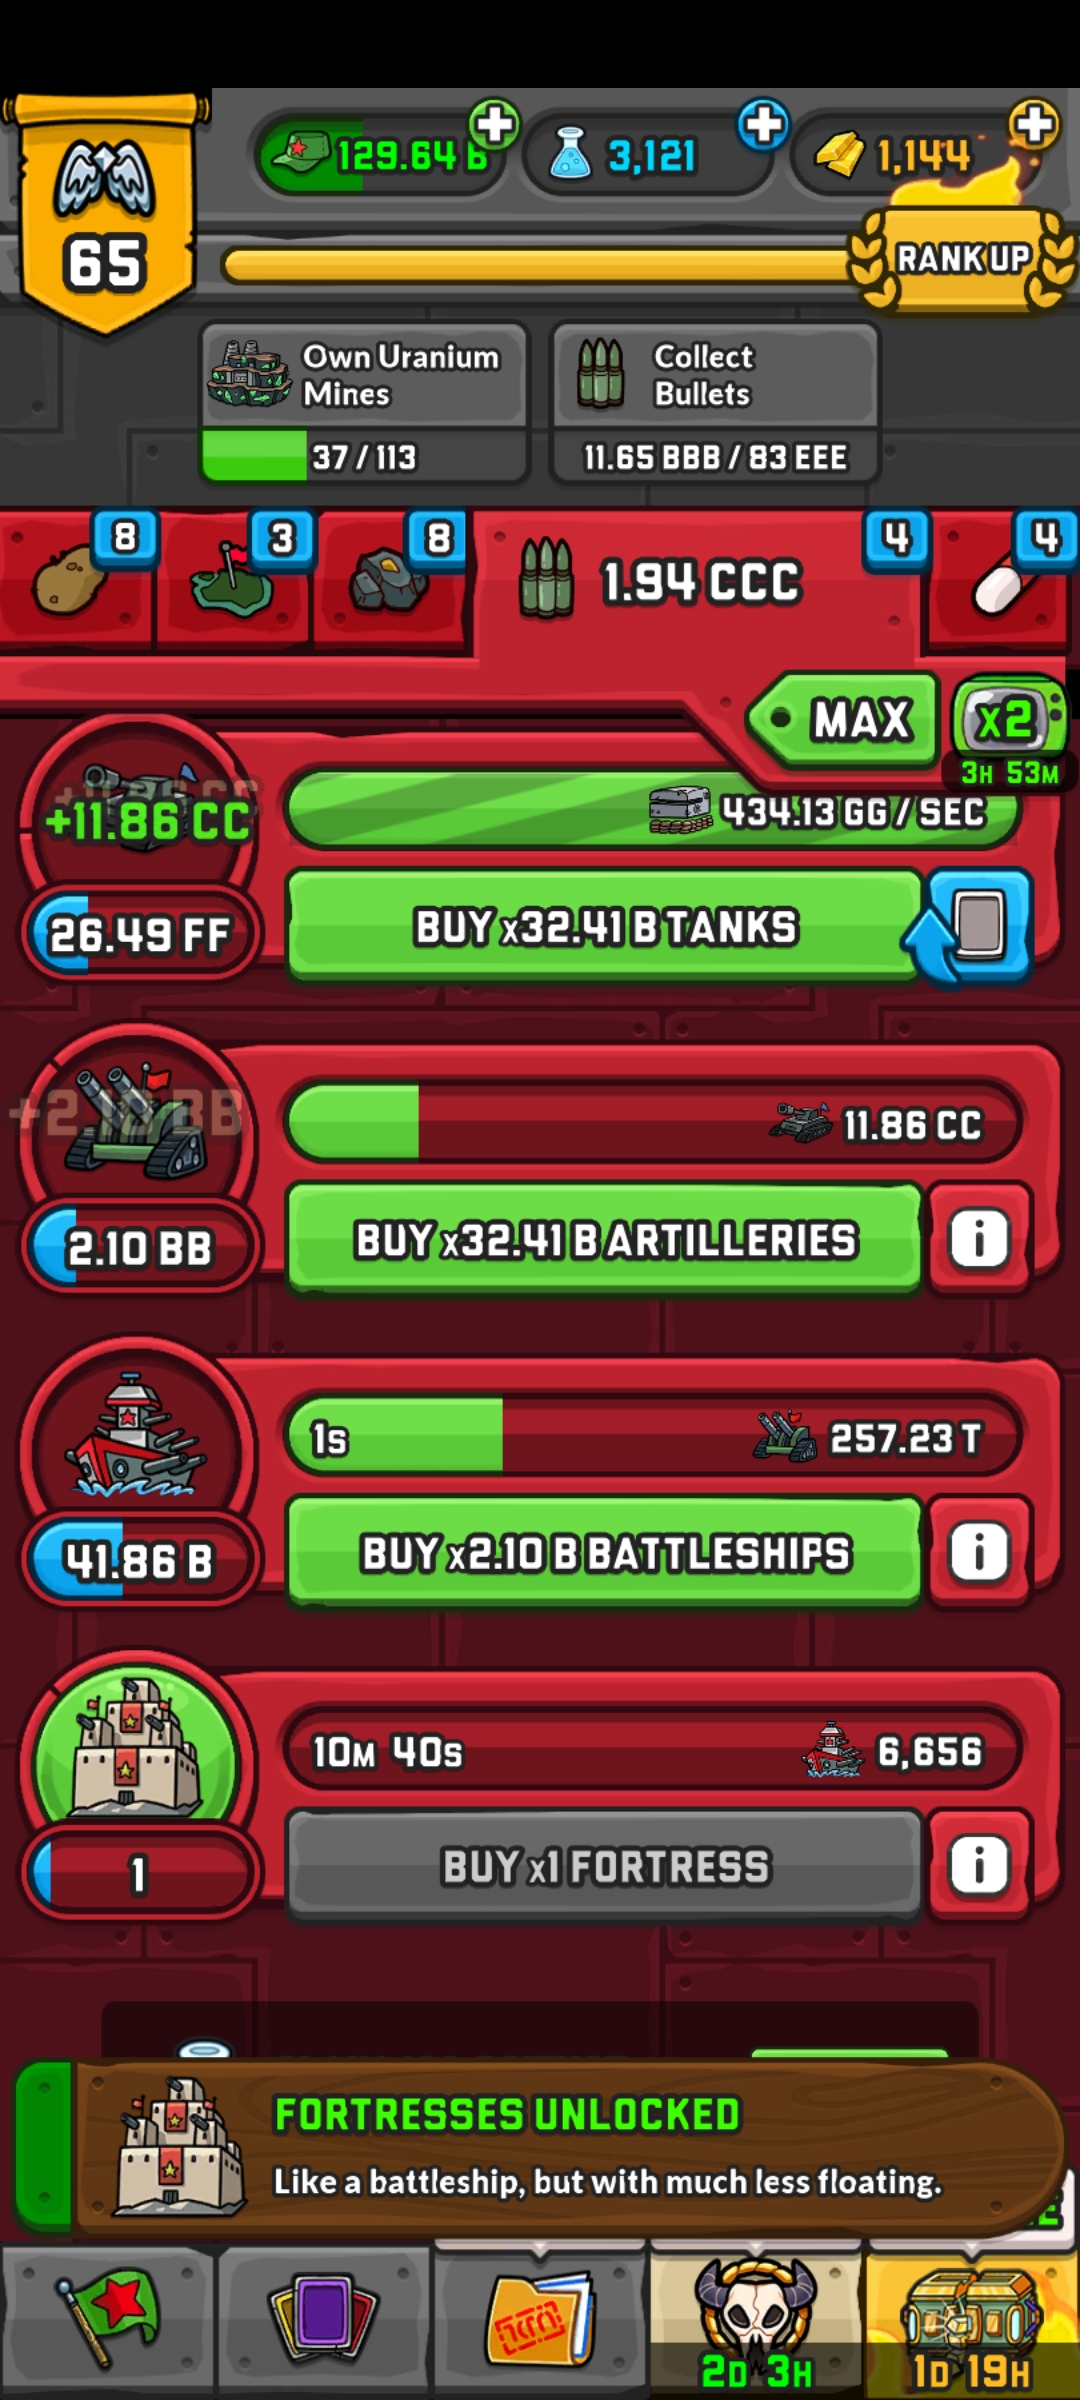 129.64 B
3,121
1,144
65
RANK UP
Own Uranium
Mines
37 / 113
Collect
Bullets
11.65 BBB / 83 EEE
8
3
8
1.94 CCC
4
4
MAX
x2
3H 53M
+11.86 CC
434.13 GG / SEC
26.49 FF
BUY x32.41 B TANKS
11.86 CC
2.10 BB
BUY x32.41 B ARTILLERIES
i
1s
257.23 T
41.86 B
BUY x2.10 B BATTLESHIPS
i
10M 40s
6,656
1
BUY x1 FORTRESS
i
FORTRESSES UNLOCKED
Like a battleship, but with much less floating.
2D 3H
1D 19H